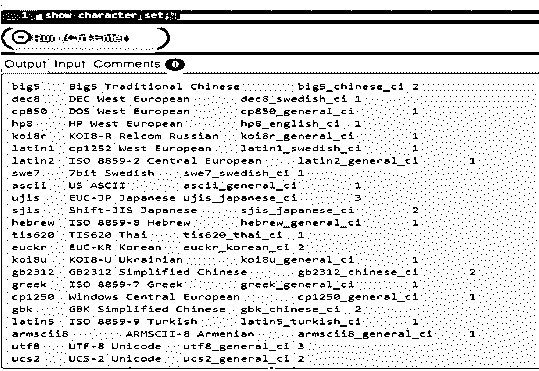 1 show character set;
Output Input Comments 0
big5 Big5 Traditional Chinese big5_chinese_ci 2
dec8 DEC West European dec8_swedish_ci 1
cp850 DOS West European cp850_general_ci 1
hp8 HP West European hp8_english_ci 1
koi8r KOI8-R Relcom Russian koi8r_general_ci 1
latin1 cp1252 West European latin1_swedish_ci 1
latin2 ISO 8859-2 Central European latin2_general_ci 1
swe7 7bit Swedish swe7_swedish_ci 1
ascii US ASCII ascii_general_ci 1
ujis EUC-JP Japanese ujis_japanese_ci 3
sjis Shift-JIS Japanese sjis_japanese_ci 2
hebrew ISO 8859-8 Hebrew hebrew_general_ci 1
tis620 TIS620 Thai tis620_thai_ci 1
euckr EUC-KR Korean euckr_korean_ci 2
koi8u KOI8-U Ukrainian koi8u_general_ci 1
gb2312 GB2312 Simplified Chinese gb2312_chinese_ci 2
greek ISO 8859-7 Greek greek_general_ci 1
cp1250 Windows Central European cp1250_general_ci 1
gbk GBK Simplified Chinese gbk_chinese_ci 2
latin5 ISO 8859-9 Turkish latin5_turkish_ci 1
armscii8 ARMSCII-8 Armenian armscii8_general_ci 1
utf8 UTF-8 Unicode utf8_general_ci 3
ucs2 UCS-2 Unicode ucs2_general_ci 2